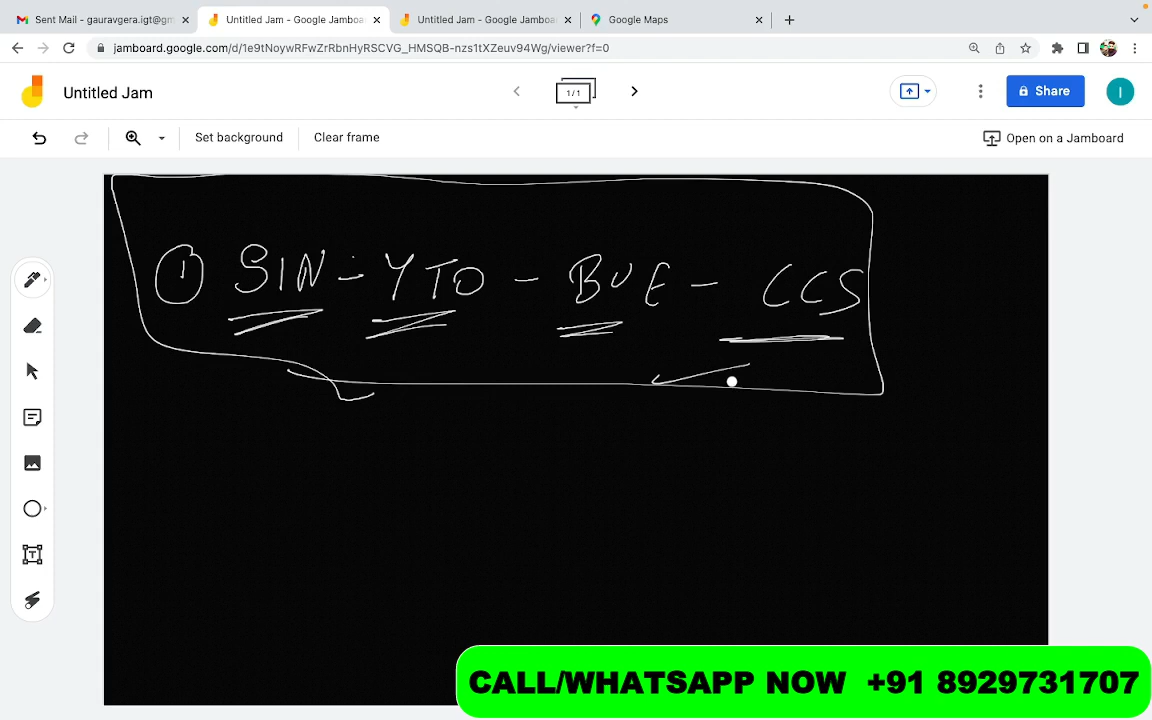 Sent Mail - gauravgera.igt@gm
Untitled Jam - Google Jamboa
Untitled Jam - Google Jamboa
Google Maps
jamboard.google.com/d/1e9tNoywRFwZrRbnHyRSCVG_HMSQB-nzs1tXZeuv94Wg/viewer?f=0
Untitled Jam
1/1
Share
I
Set background
Clear frame
Open on a Jamboard
① SIN - YTO - BUE - CCS
CALL/WHATSAPP NOW +91 8929731707